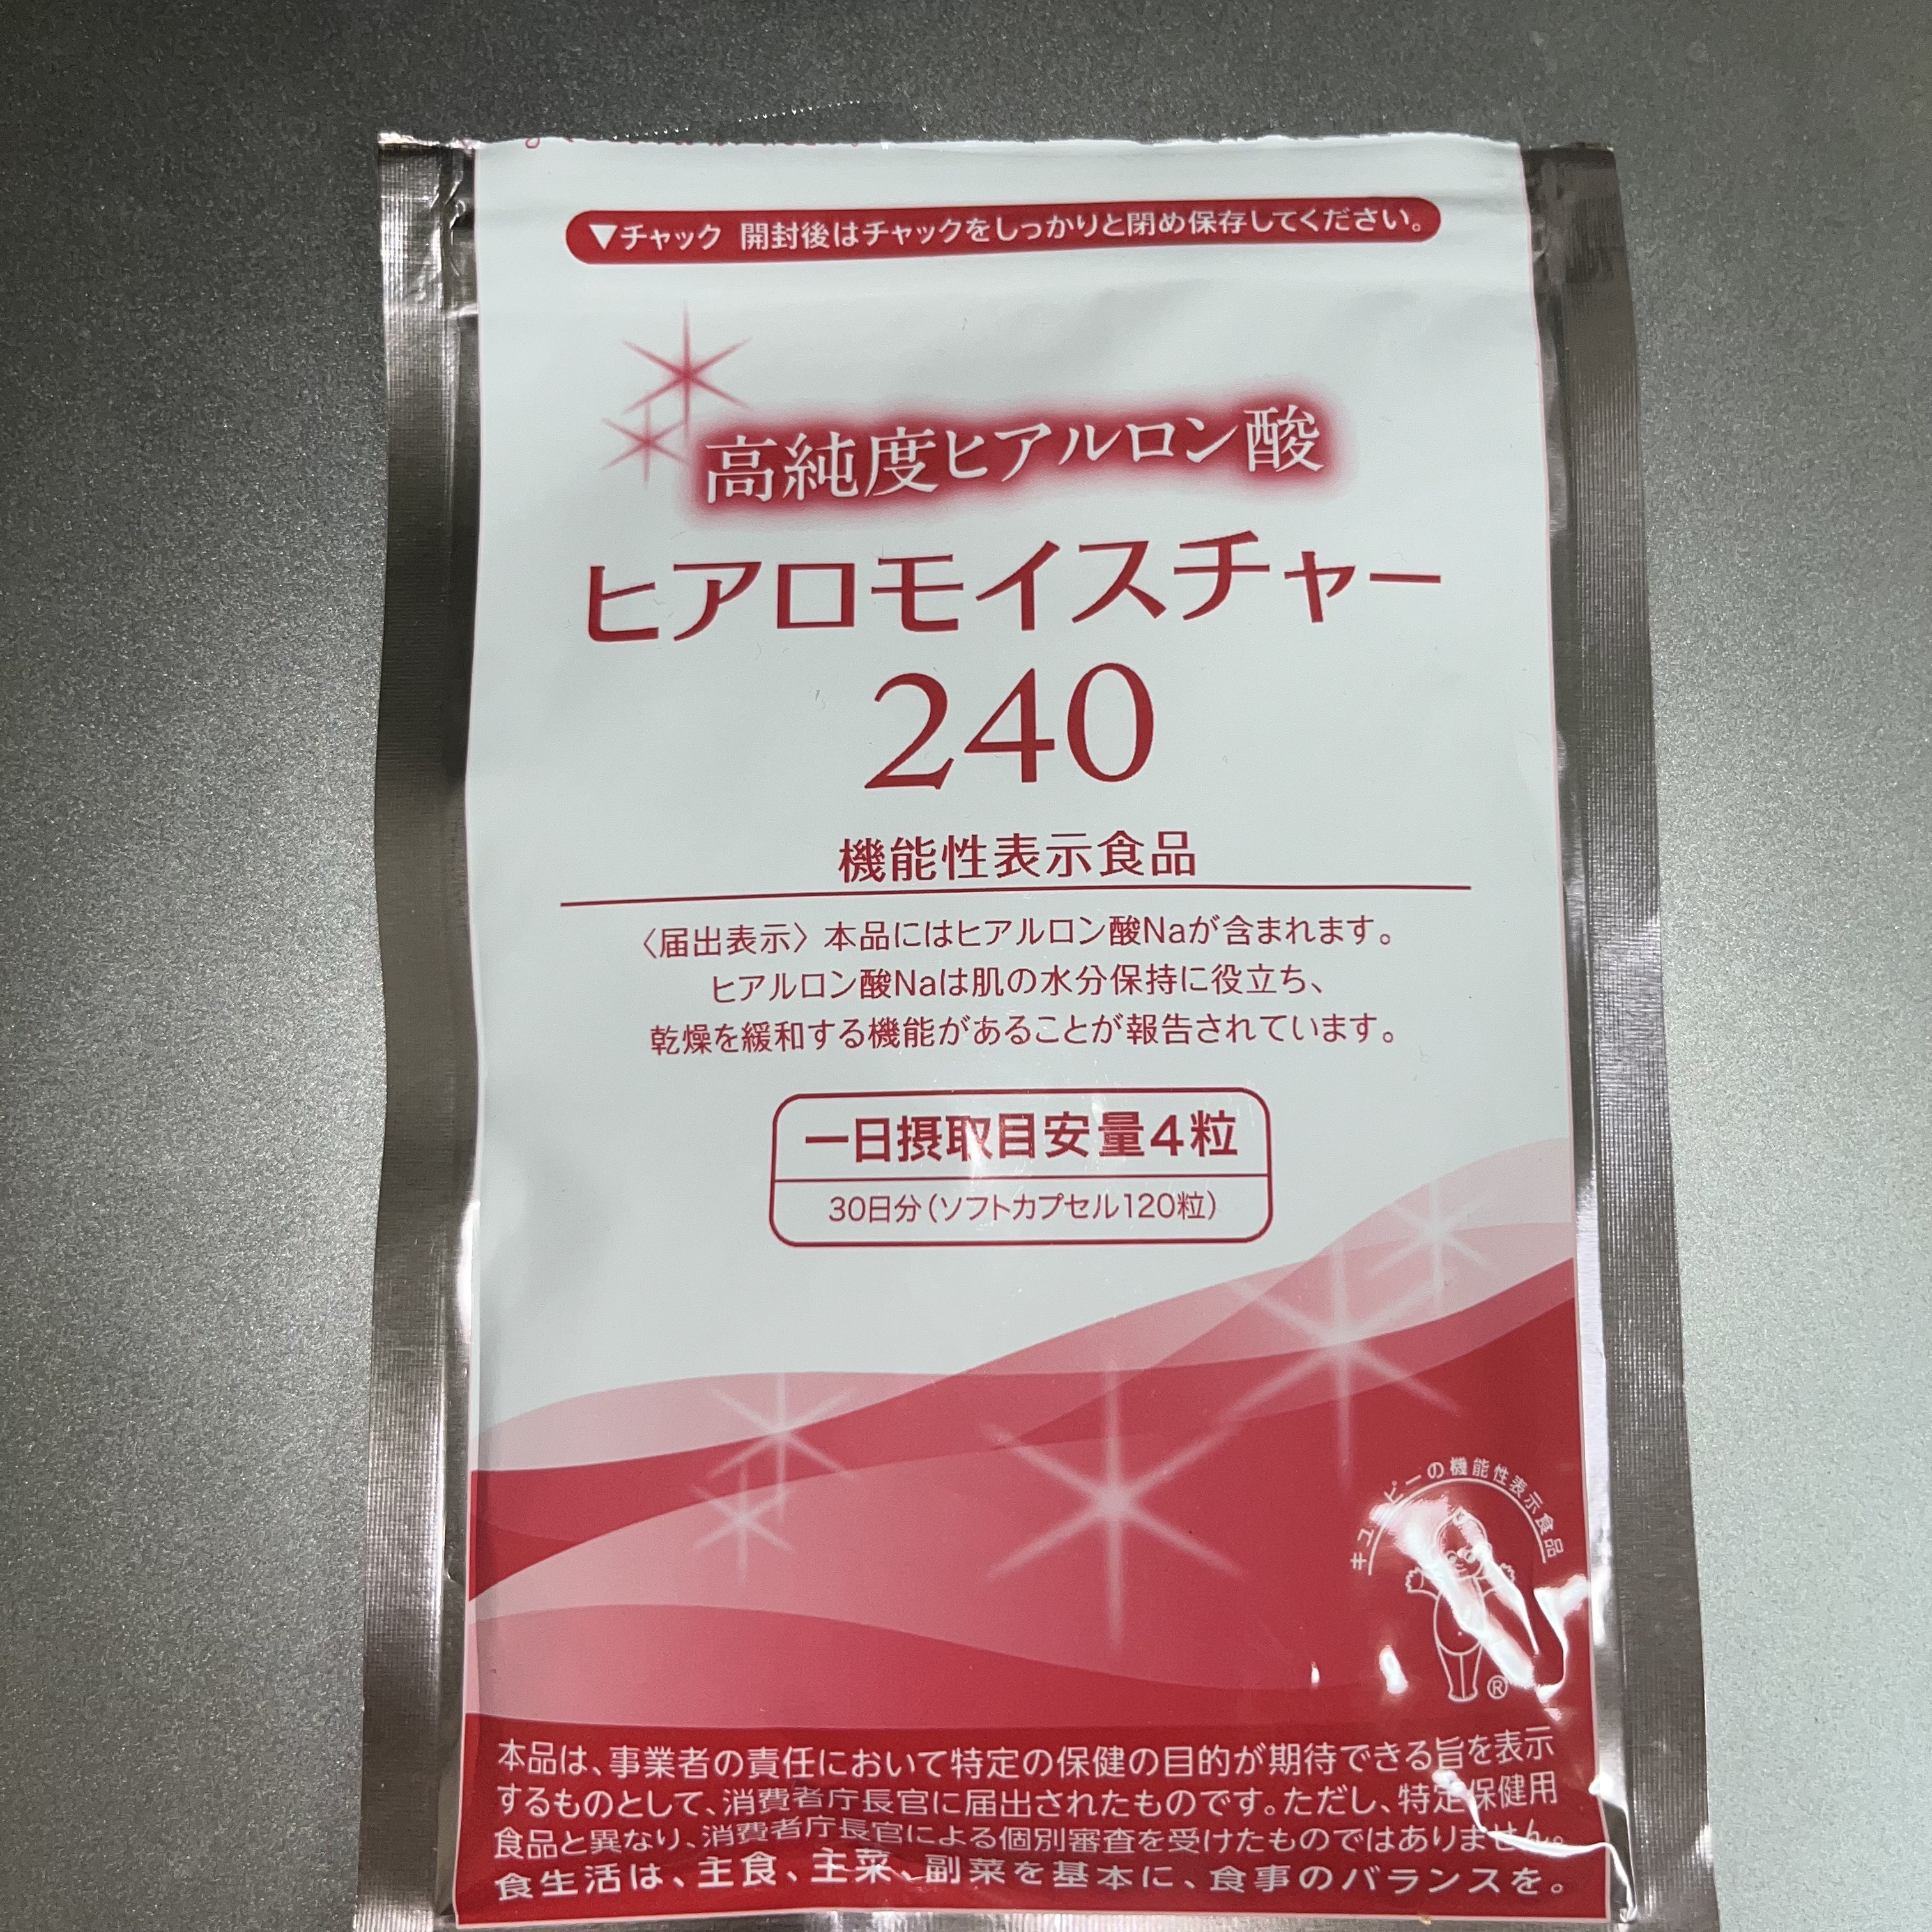 ▼チャック 開封後はチャックをしっかりと閉め保存してください。
高純度ヒアルロン酸
ヒアロモイスチャー
240
機能性表示食品
〈届出表示〉本品にはヒアルロン酸Naが含まれます。
ヒアルロン酸Naは肌の水分保持に役立ち、
乾燥を緩和する機能があることが報告されています。
一日摂取目安量4粒
30日分(ソフトカプセル120粒)
キユーピーの機能性表示食品
®
本品は、事業者の責任において特定の保健の目的が期待できる旨を表示
するものとして、消費者庁長官に届出されたものです。ただし、特定保健用
食品と異なり、消費者庁長官による個別審査を受けたものではありません。
食生活は、主食、主菜、副菜を基本に、食事のバランスを。